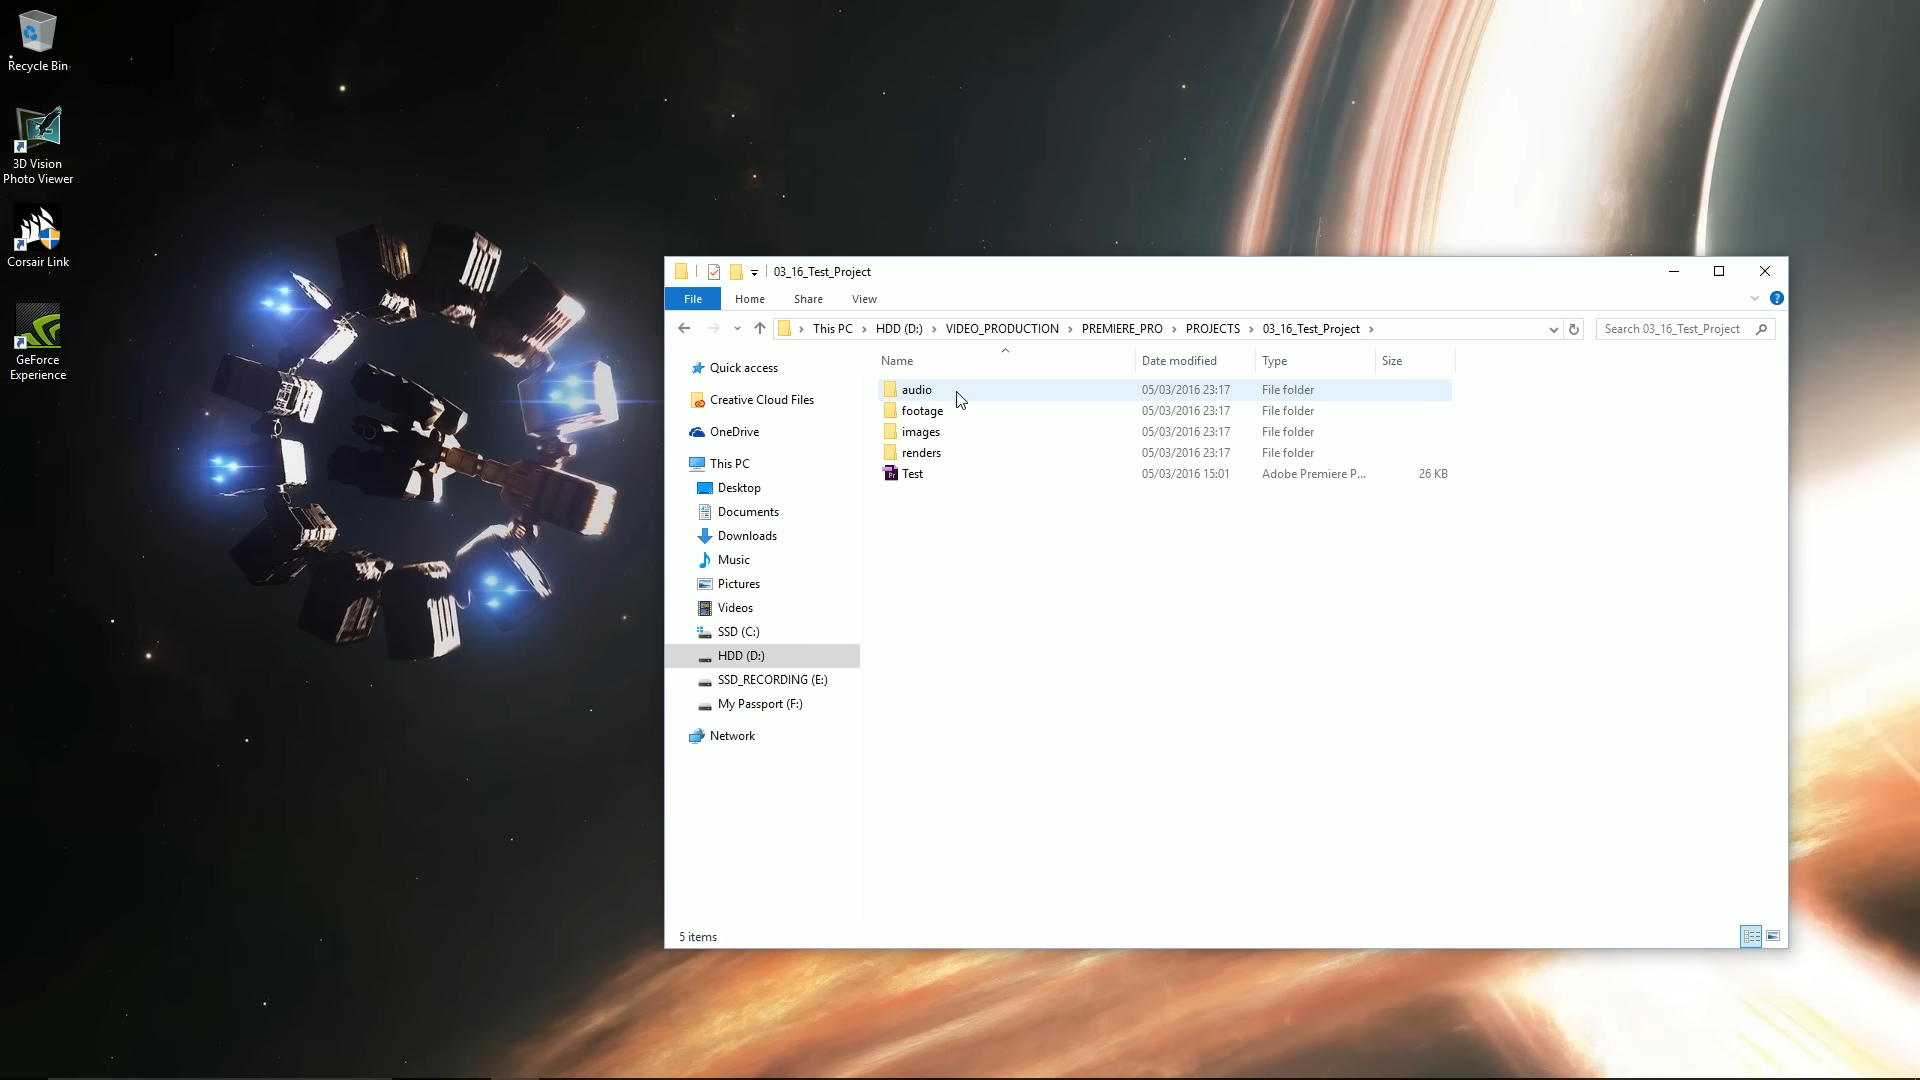 Recycle Bin
3D Vision
Photo Viewer
Corsair Link
GeForce
Experience
03_16_Test_Project
File Home Share View
This PC HDD (D:) VIDEO_PRODUCTION PREMIERE_PRO PROJECTS 03_16_Test_Project
Search 03_16_Test_Project
Quick access
Creative Cloud Files
OneDrive
This PC
Desktop
Documents
Downloads
Music
Pictures
Videos
SSD (C:)
HDD (D:)
SSD_RECORDING (E:)
My Passport (F:)
Network
Name Date modified Type Size
audio 05/03/2016 23:17 File folder
footage 05/03/2016 23:17 File folder
images 05/03/2016 23:17 File folder
renders 05/03/2016 23:17 File folder
Test 05/03/2016 15:01 Adobe Premiere P... 26 KB
5 items